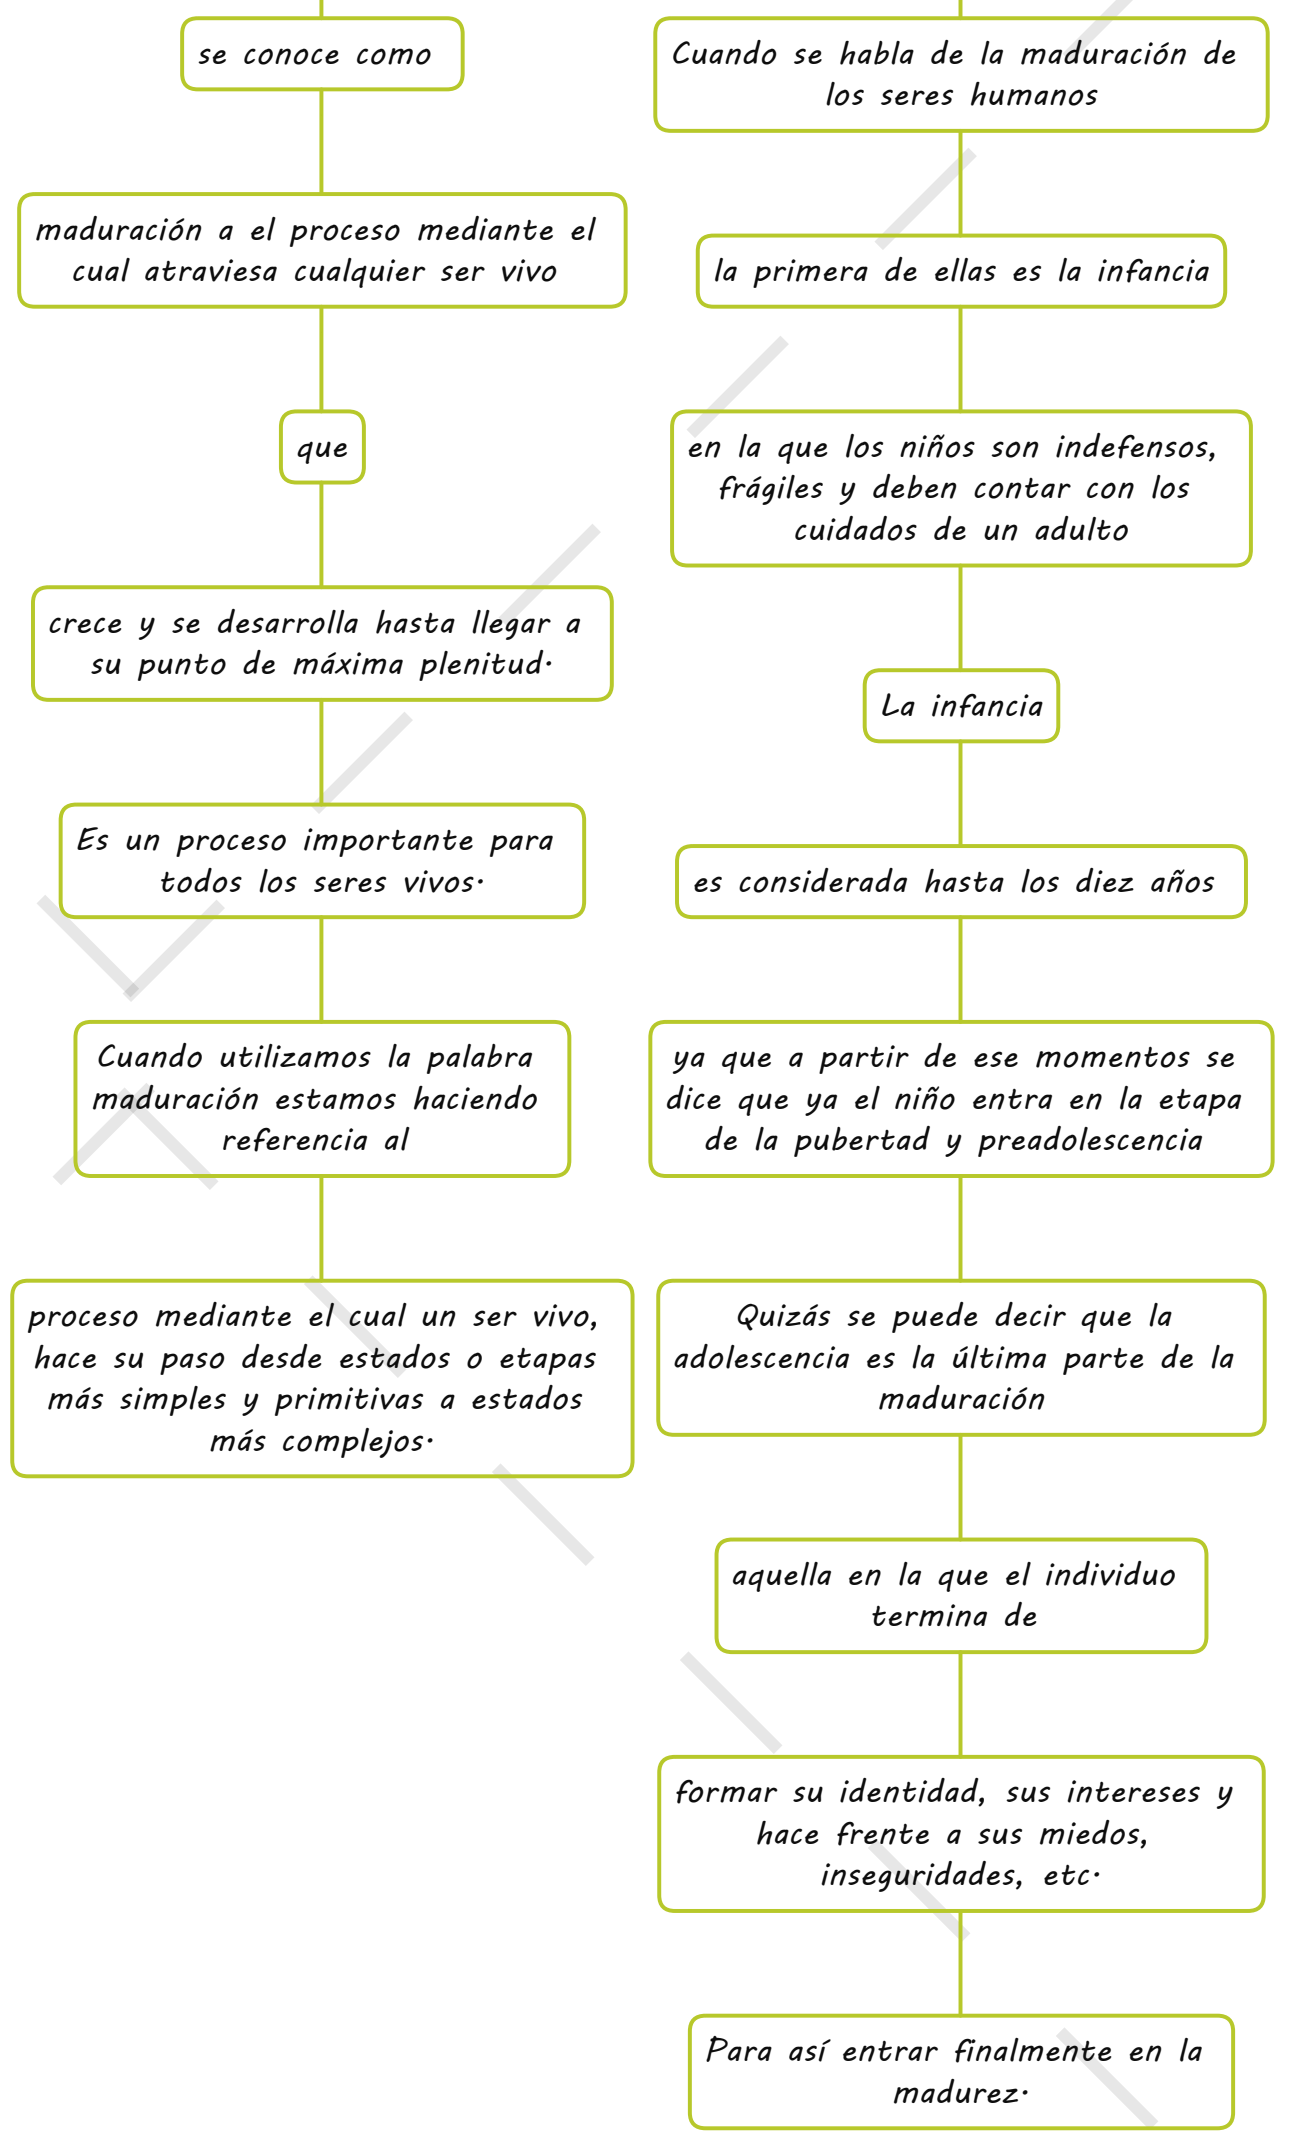 se conoce como
maduración a el proceso mediante el
cual atraviesa cualquier ser vivo
que
crece y se desarrolla hasta llegar a
su punto de máxima plenitud.
Es un proceso importante para
todos los seres vivos.
Cuando utilizamos la palabra
maduración estamos haciendo
referencia al
proceso mediante el cual un ser vivo,
hace su paso desde estados o etapas
más simples y primitivas a estados
más complejos.
Cuando se habla de la maduración de
los seres humanos
la primera de ellas es la infancia
en la que los niños son indefensos,
frágiles y deben contar con los
cuidados de un adulto
La infancia
es considerada hasta los diez años
ya que a partir de ese momentos se
dice que ya el niño entra en la etapa
de la pubertad y preadolescencia
Quizás se puede decir que la
adolescencia es la última parte de la
maduración
aquella en la que el individuo
termina de
formar su identidad, sus intereses y
hace frente a sus miedos,
inseguridades, etc.
Para así entrar finalmente en la
madurez.